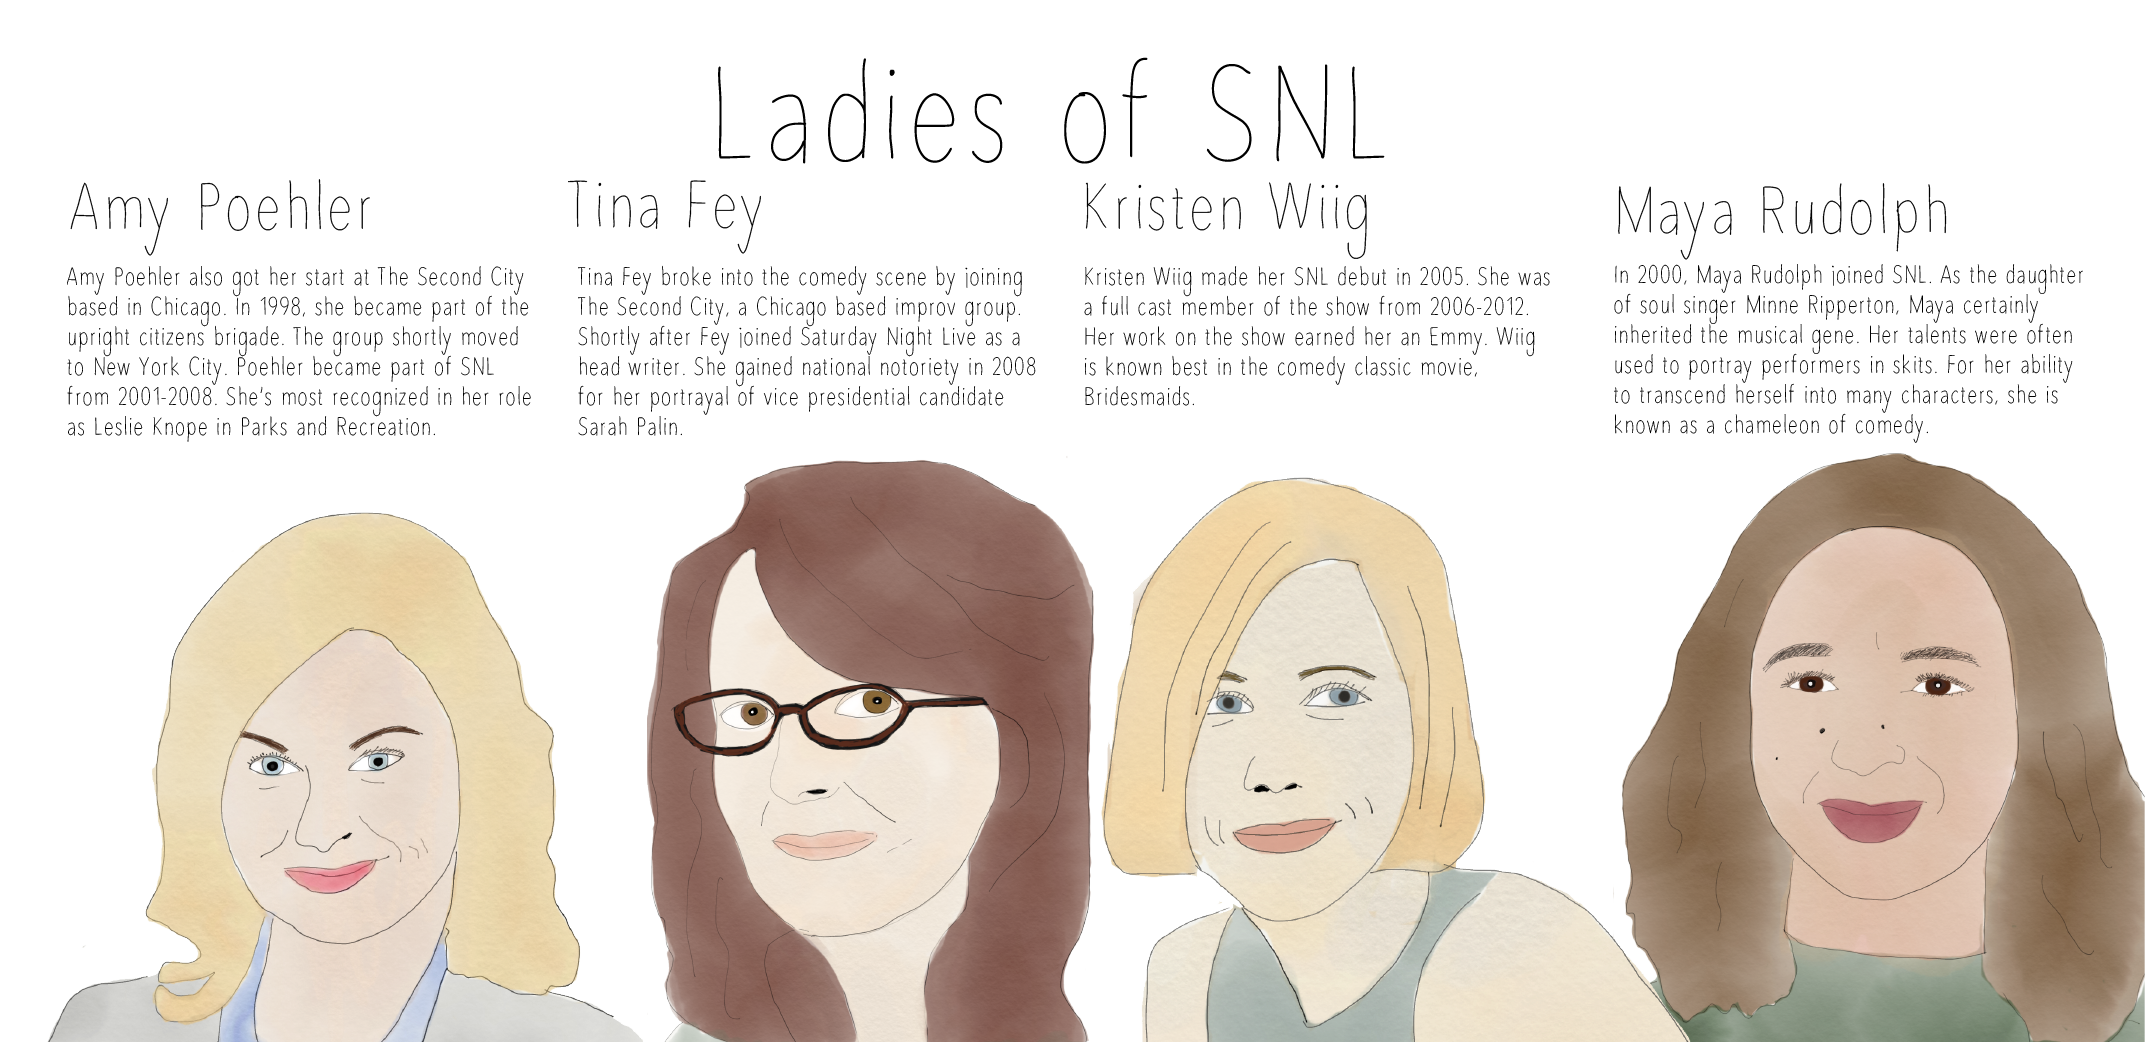 Ladies of SNL
Amy Poehler
Amy Poehler also got her start at The Second City
based in Chicago. In 1998, she became part of the
upright citizens brigade. The group shortly moved
to New York City. Poehler became part of SNL
from 2001-2008. She's most recognized in her role
as Leslie Knope in Parks and Recreation.
Tina Fey
Tina Fey broke into the comedy scene by joining
The Second City, a Chicago based improv group.
Shortly after Fey joined Saturday Night Live as a
head writer. She gained national notoriety in 2008
for her portrayal of vice presidential candidate
Sarah Palin.
Kristen Wiig
Kristen Wiig made her SNL debut in 2005. She was
a full cast member of the show from 2006-2012.
Her work on the show earned her an Emmy. Wiig
is known best in the comedy classic movie,
Bridesmaids.
Maya Rudolph
In 2000, Maya Rudolph joined SNL. As the daughter
of soul singer Minne Ripperton, Maya certainly
inherited the musical gene. Her talents were often
used to portray performers in skits. For her ability
to transcend herself into many characters, she is
known as a chameleon of comedy.